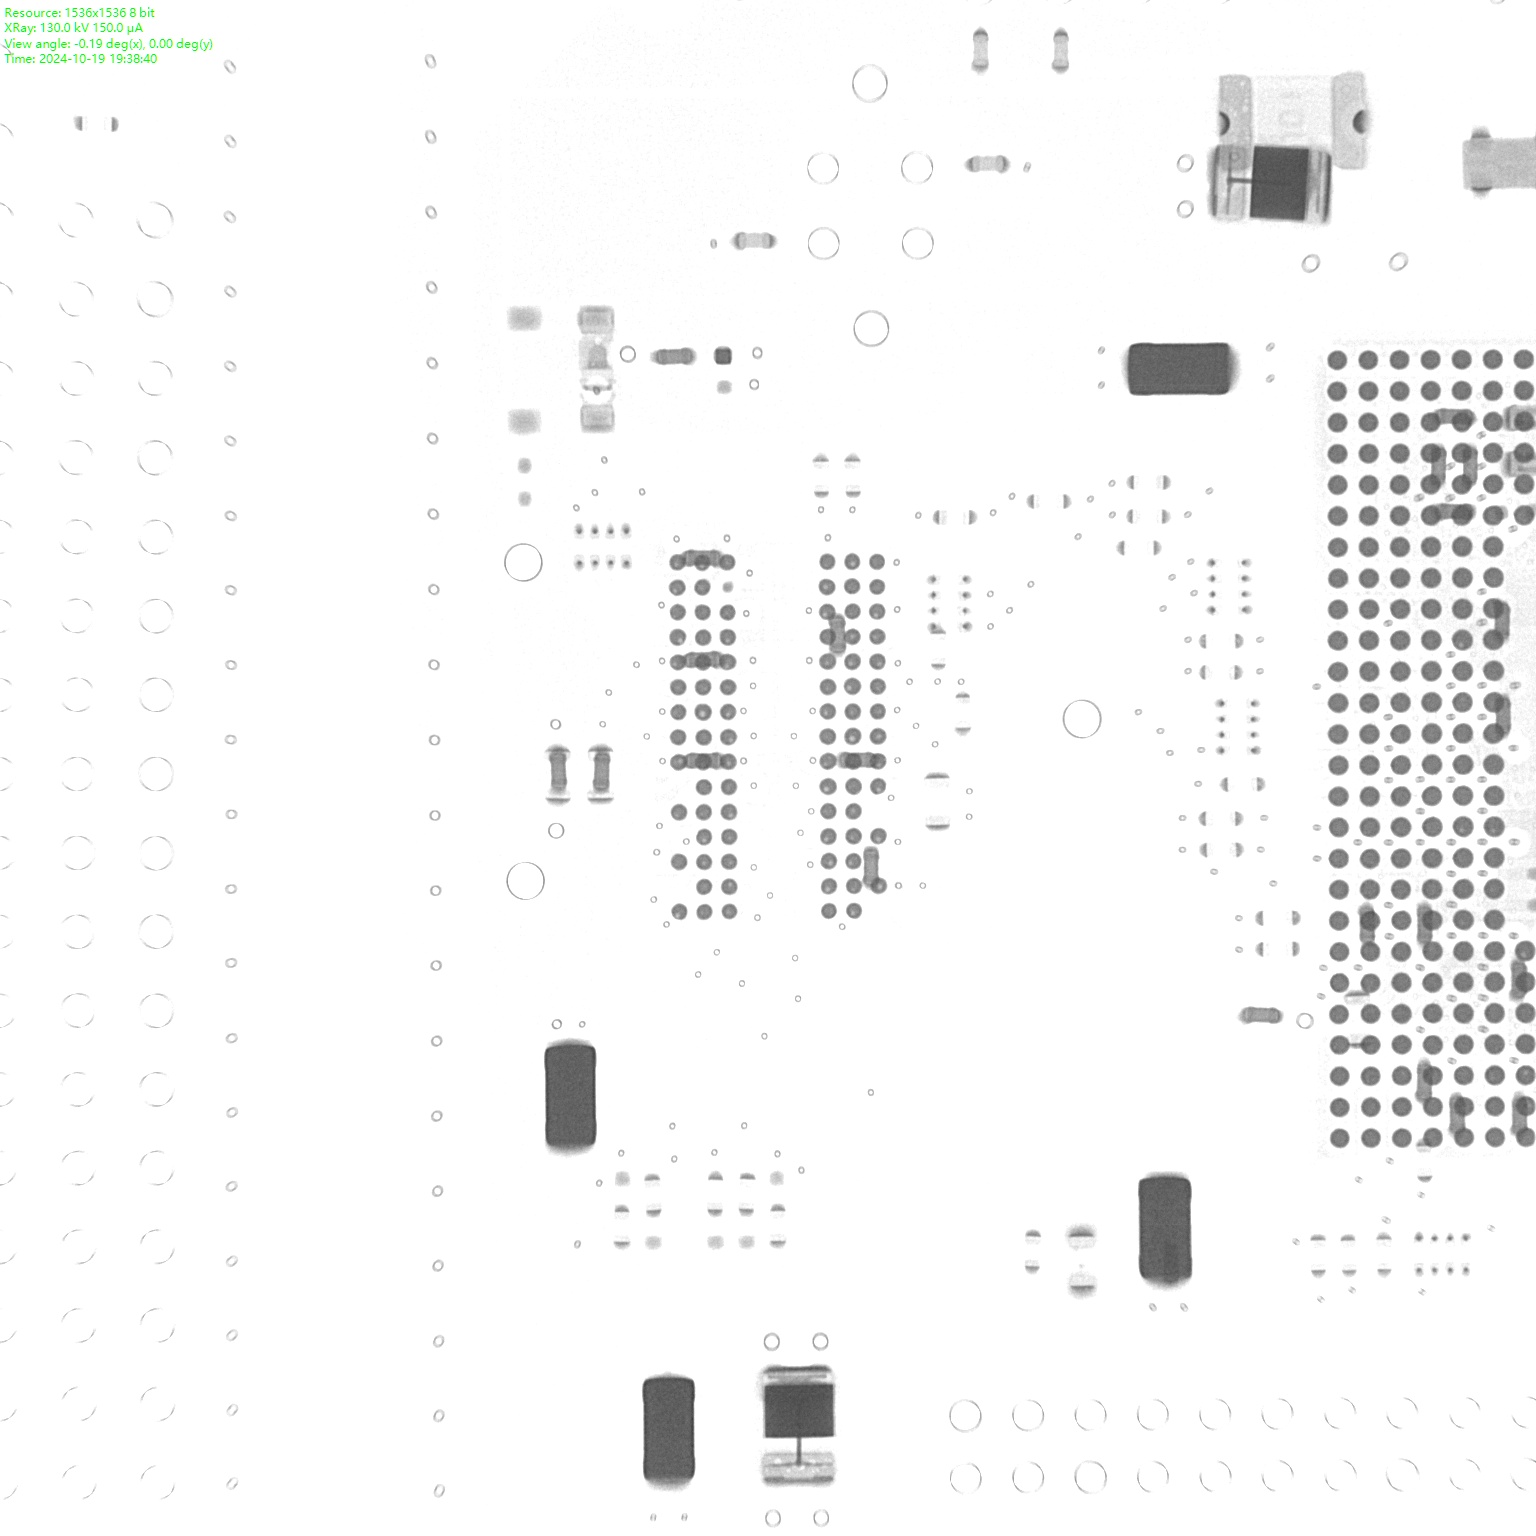 Resource: 1536x1536 8 bit
XRay: 130.0 kV 150.0 µA
View angle: -0.19 deg(x), 0.00 deg(y)
Time: 2024-10-19 19:38:40